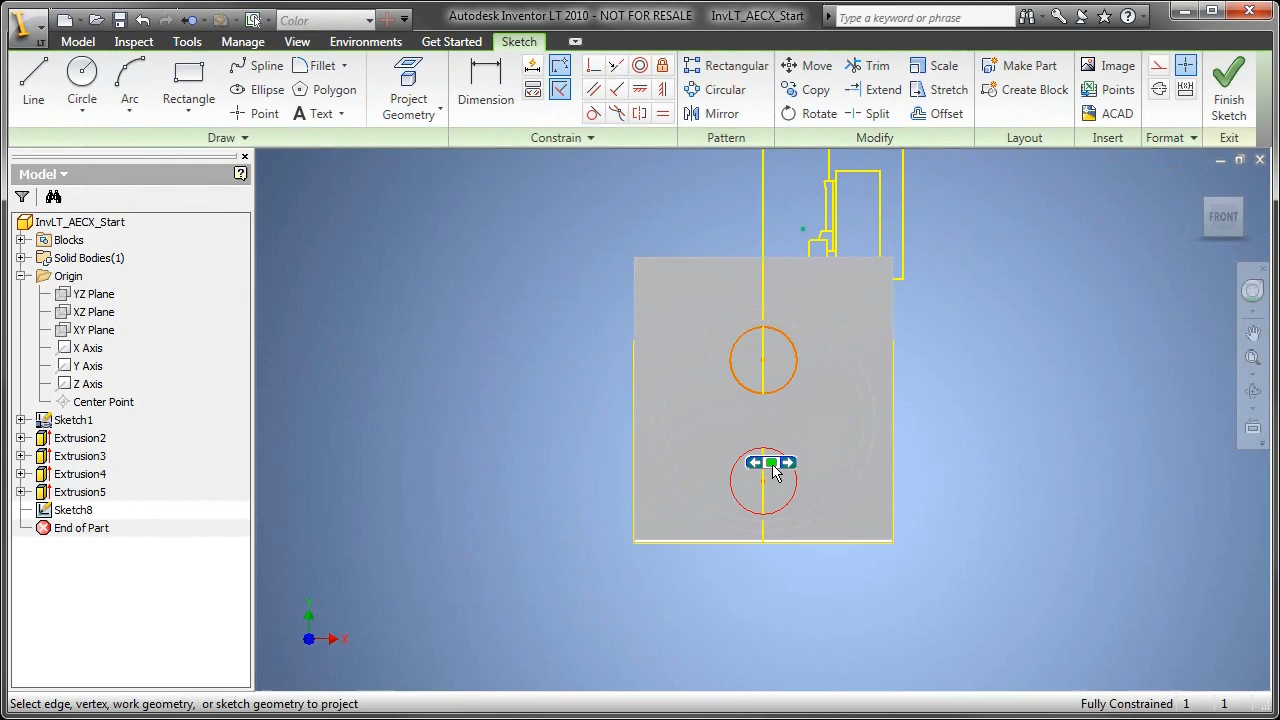 Color
Autodesk Inventor LT 2010 - NOT FOR RESALE InvLT_AECX_Start
Type a keyword or phrase
LT
Model Inspect Tools Manage View Environments Get Started Sketch
Line Circle Arc Rectangle
Spline Fillet
Ellipse Polygon
Point A Text
Project Geometry
Dimension
Rectangular
Circular
Mirror
Move Trim Scale
Copy Extend Stretch
Rotate Split Offset
Make Part
Create Block
Image
Points
ACAD
Finish Sketch
Draw Constrain Pattern Modify Layout Insert Format Exit
Model
InvLT_AECX_Start
Blocks
Solid Bodies(1)
Origin
YZ Plane
XZ Plane
XY Plane
X Axis
Y Axis
Z Axis
Center Point
Sketch1
Extrusion2
Extrusion3
Extrusion4
Extrusion5
Sketch8
End of Part
FRONT
Y
X
Select edge, vertex, work geometry, or sketch geometry to project
Fully Constrained 1 1